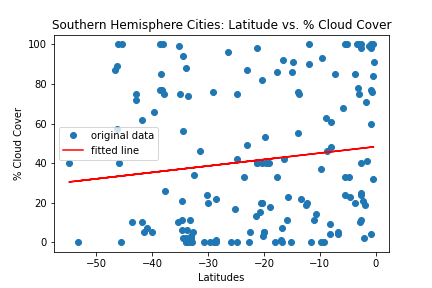 Southern Hemisphere Cities: Latitude vs. % Cloud Cover
% Cloud Cover
100
80
60
40
20
0
original data
fitted line
−50
−40
−30
−20
−10
0
Latitudes